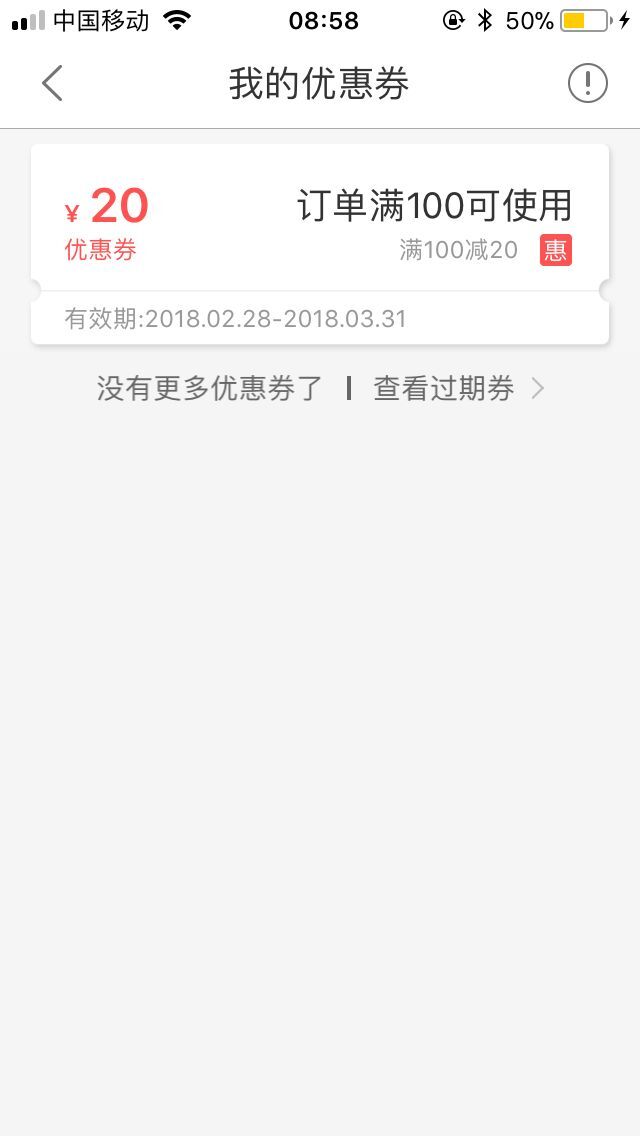 中国移动 08:58 50%
我的优惠券
¥ 20 订单满100可使用
优惠券 满100减20 惠
有效期:2018.02.28-2018.03.31
没有更多优惠券了 | 查看过期券